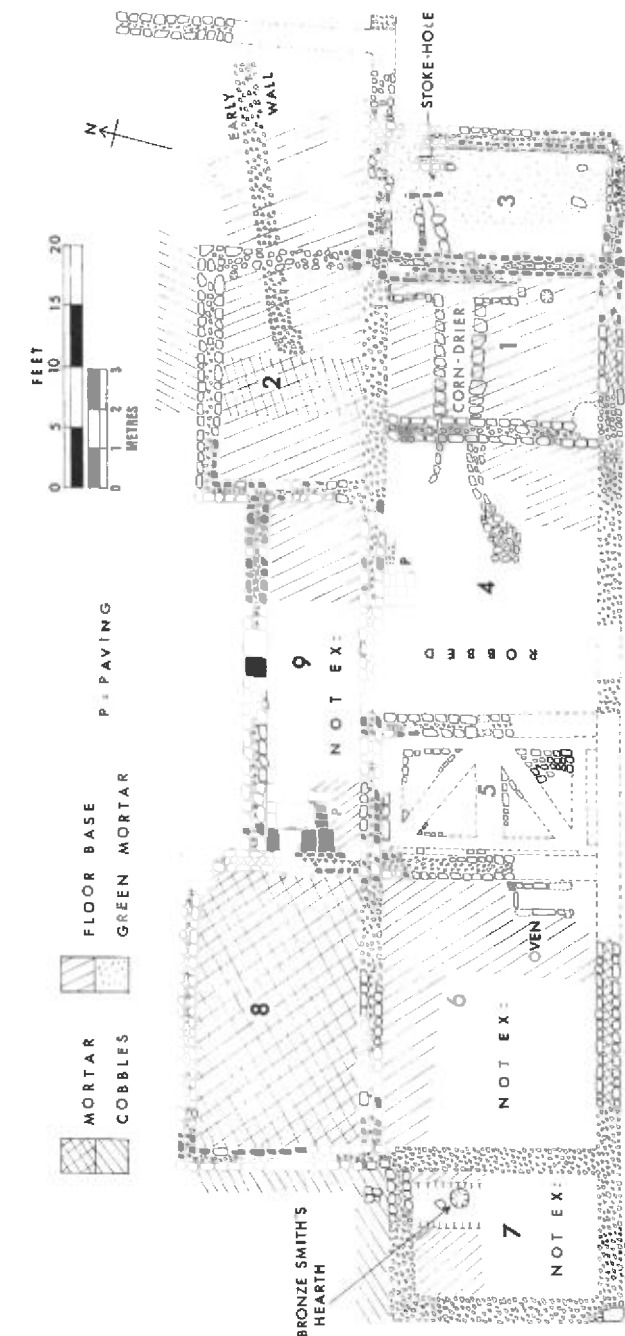 MORTAR
COBBLES
FLOOR BASE
GREEN MORTAR
P = PAVING
FEET
0 5 10 15 20
0 1 2 3
METRES
N
EARLY
WALL
STOKE-HOLE
8
9
NOT EX:
P
2
BRONZE SMITH'S
HEARTH
7
NOT EX:
6
NOT EX:
OVEN
5
ROBBED
4
P
CORN-DRIER
1
3